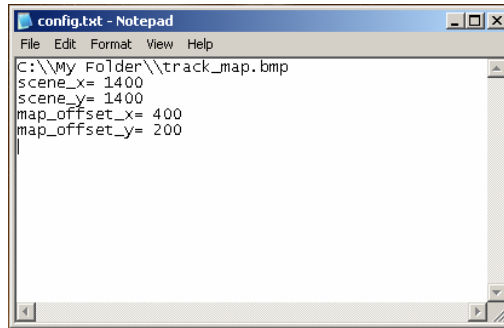 config.txt - Notepad
File Edit Format View Help
C:\\My Folder\\track_map.bmp
scene_x= 1400
scene_y= 1400
map_offset_x= 400
map_offset_y= 200